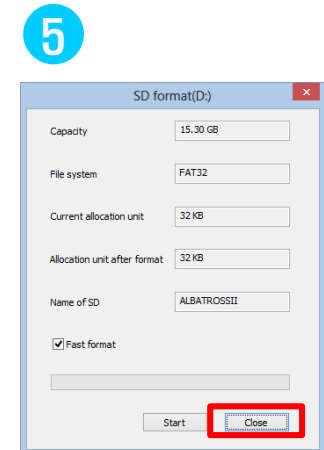 5
SD format(D:)
Capacity 15.30 GB
File system FAT32
Current allocation unit 32 KB
Allocation unit after format 32 KB
Name of SD ALBATROSSII
Fast format
Start Close